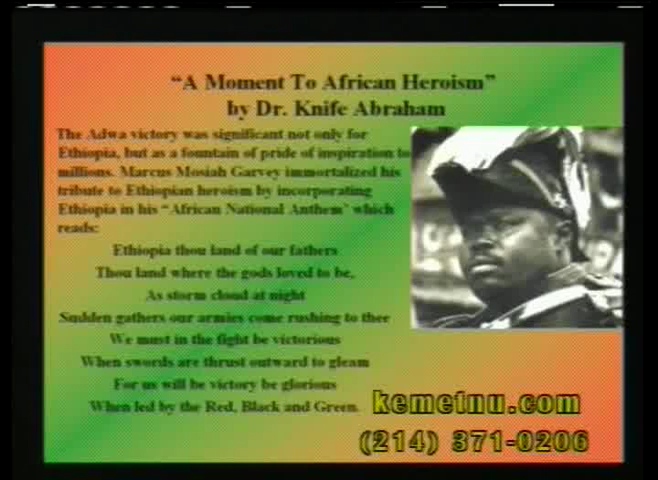 “A Moment To African Heroism”
by Dr. Knife Abraham
The Adwa victory was significant not only for
Ethiopia, but as a fountain of pride of inspiration to
millions. Marcus Mosiah Garvey immortalized his
tribute to Ethiopian heroism by incorporating
Ethiopia in his “African National Anthem’ which
reads:
Ethiopia thou land of our fathers
Thou land where the gods loved to be,
As storm cloud at night
Sudden gathers our armies come rushing to thee
We must in the fight be victorious
When swords are thrust outward to gleam
For us will be victory be glorious
When led by the Red, Black and Green.
kemetnu.com
(214) 371-0206